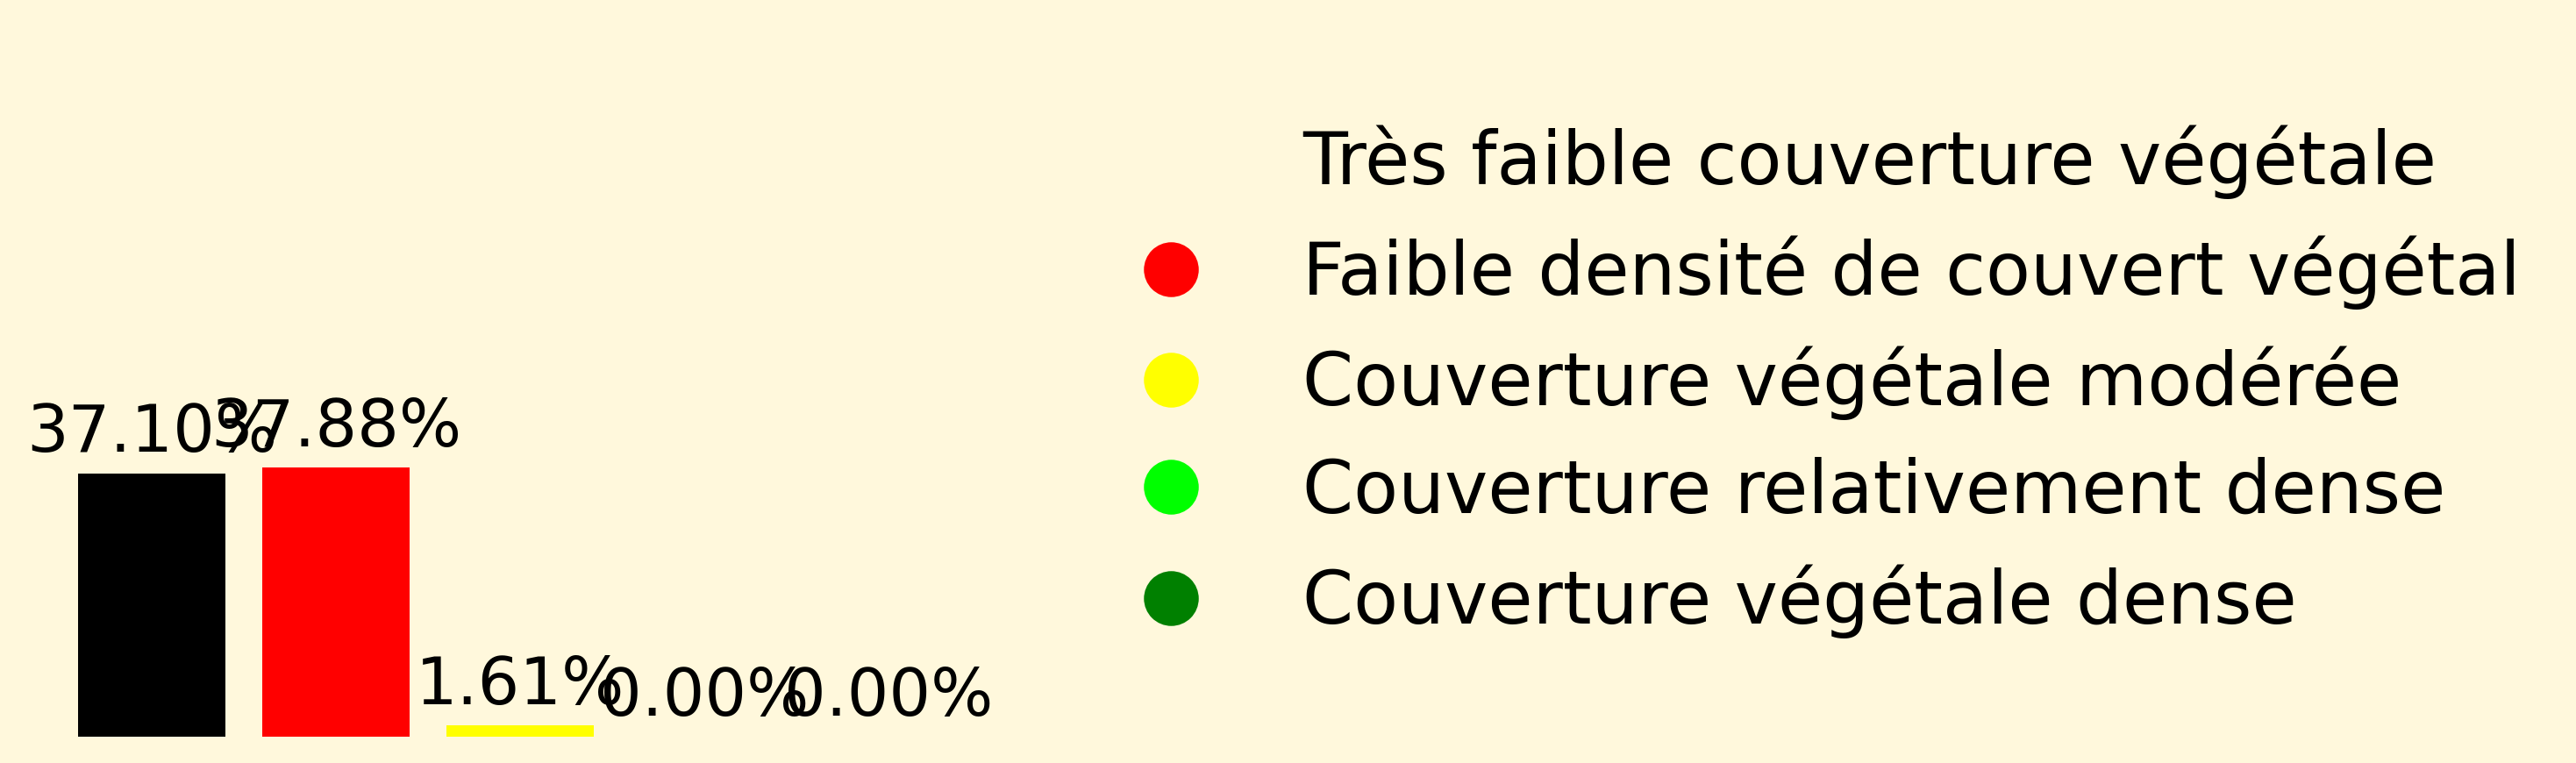 37.10%
37.88%
1.61%
0.00%
0.00%
Très faible couverture végétale
Faible densité de couvert végétal
Couverture végétale modérée
Couverture relativement dense
Couverture végétale dense